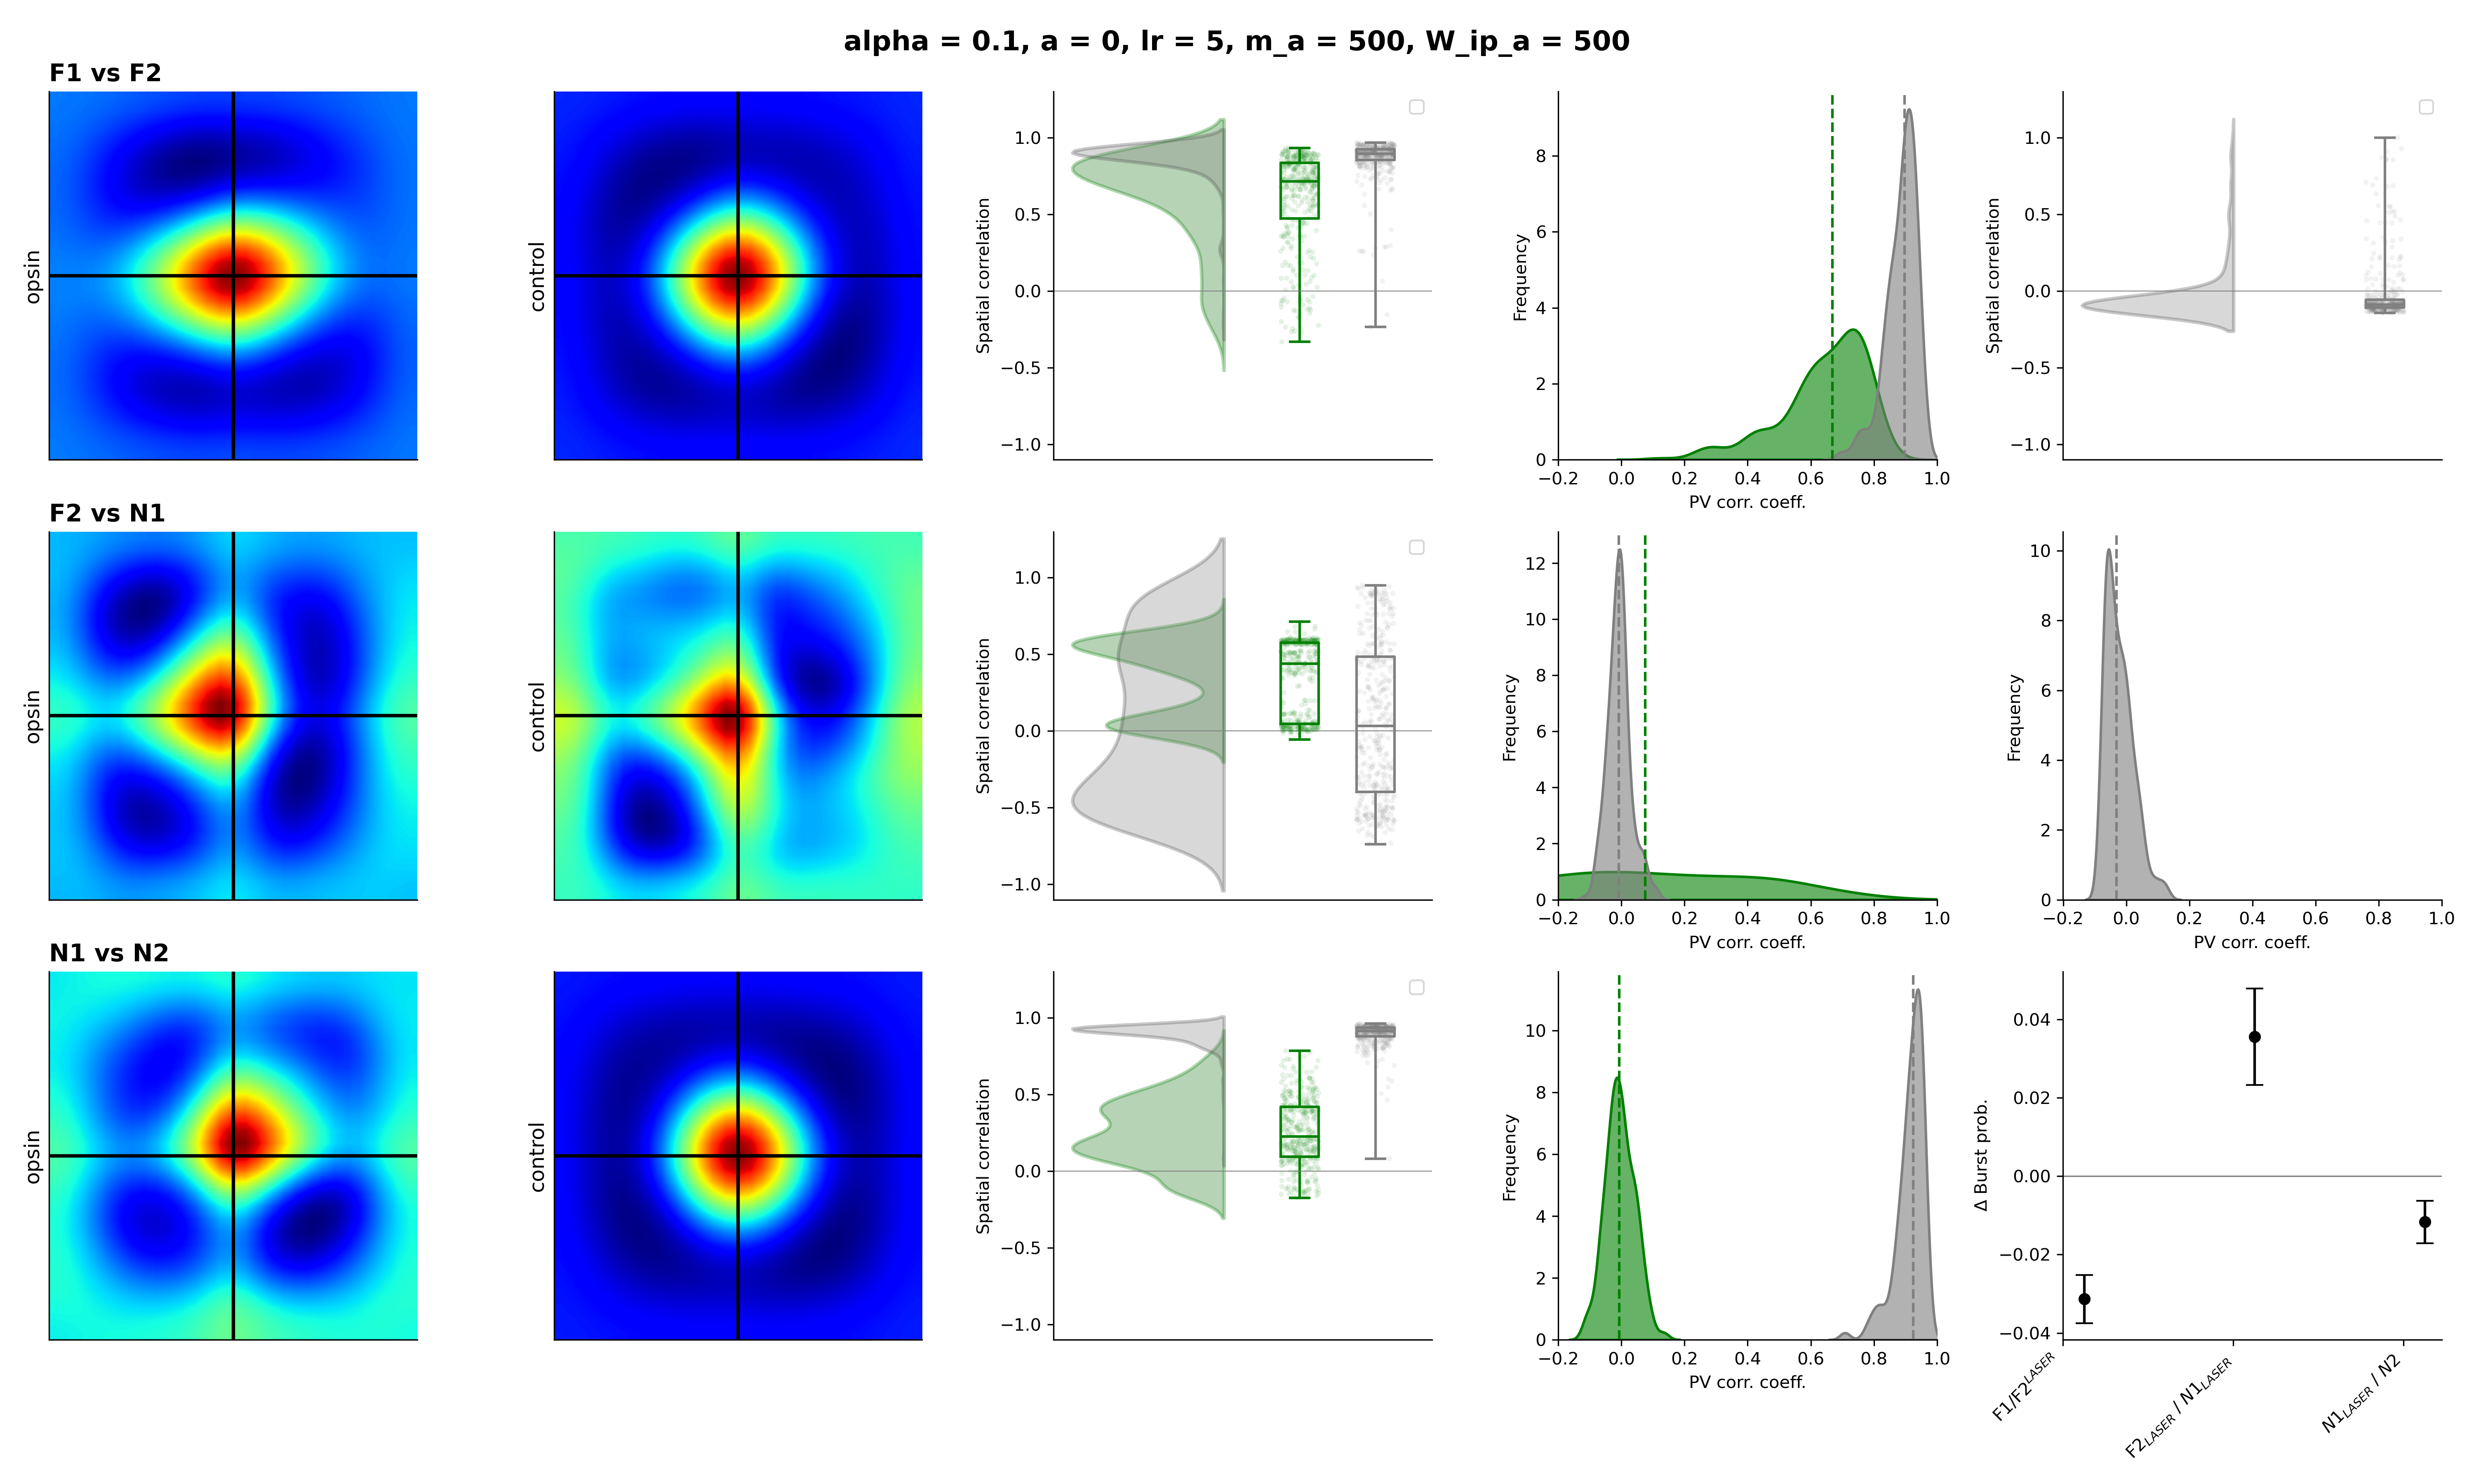 alpha = 0.1, a = 0, lr = 5, m_a = 500, W_ip_a = 500
F1 vs F2
opsin
control
Spatial correlation
1.0
0.5
0.0
−0.5
−1.0
Frequency
8
6
4
2
0
−0.2 0.0 0.2 0.4 0.6 0.8 1.0
PV corr. coeff.
Spatial correlation
1.0
0.5
0.0
−0.5
−1.0
F2 vs N1
opsin
control
Spatial correlation
1.0
0.5
0.0
−0.5
−1.0
Frequency
12
10
8
6
4
2
0
−0.2 0.0 0.2 0.4 0.6 0.8 1.0
PV corr. coeff.
Frequency
10
8
6
4
2
0
−0.2 0.0 0.2 0.4 0.6 0.8 1.0
PV corr. coeff.
N1 vs N2
opsin
control
Spatial correlation
1.0
0.5
0.0
−0.5
−1.0
Frequency
10
8
6
4
2
0
−0.2 0.0 0.2 0.4 0.6 0.8 1.0
PV corr. coeff.
Δ Burst prob.
0.04
0.02
0.00
−0.02
−0.04
F1/F2^LASER
F2_LASER / N1_LASER
N1_LASER / N2